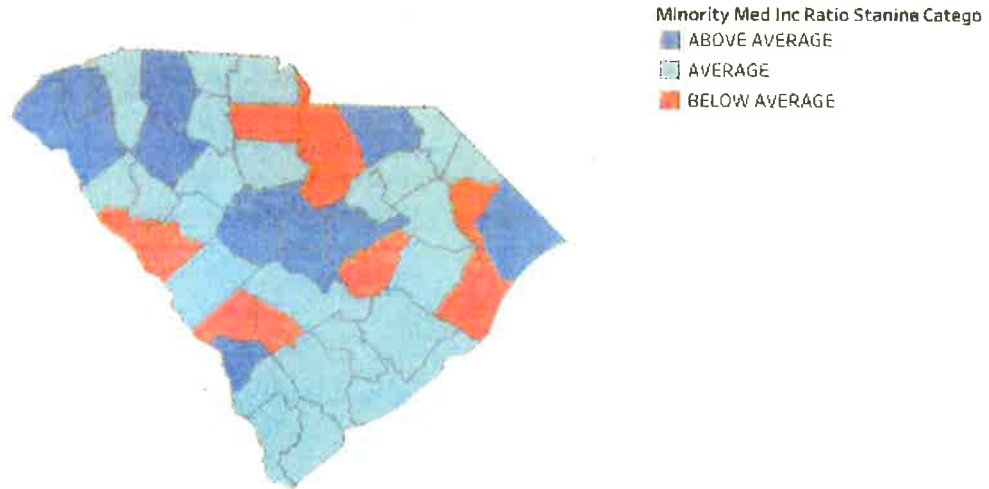 Minority Med Inc Ratio Stanine Catego
ABOVE AVERAGE
AVERAGE
BELOW AVERAGE